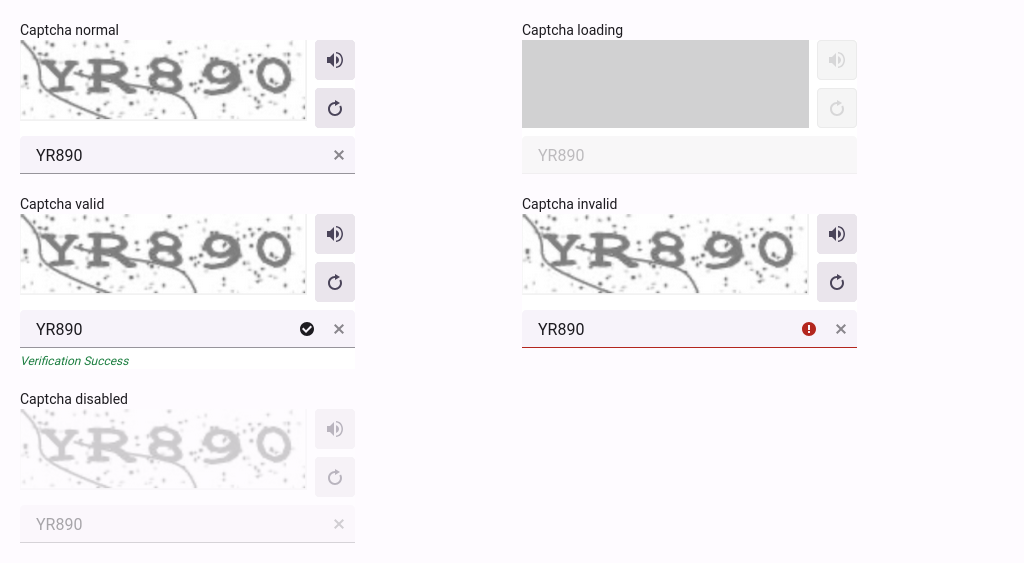 Captcha normal
YR890
YR890
Captcha loading
YR890
Captcha valid
YR890
YR890
Verification Success
Captcha invalid
YR890
YR890
Captcha disabled
YR890
YR890